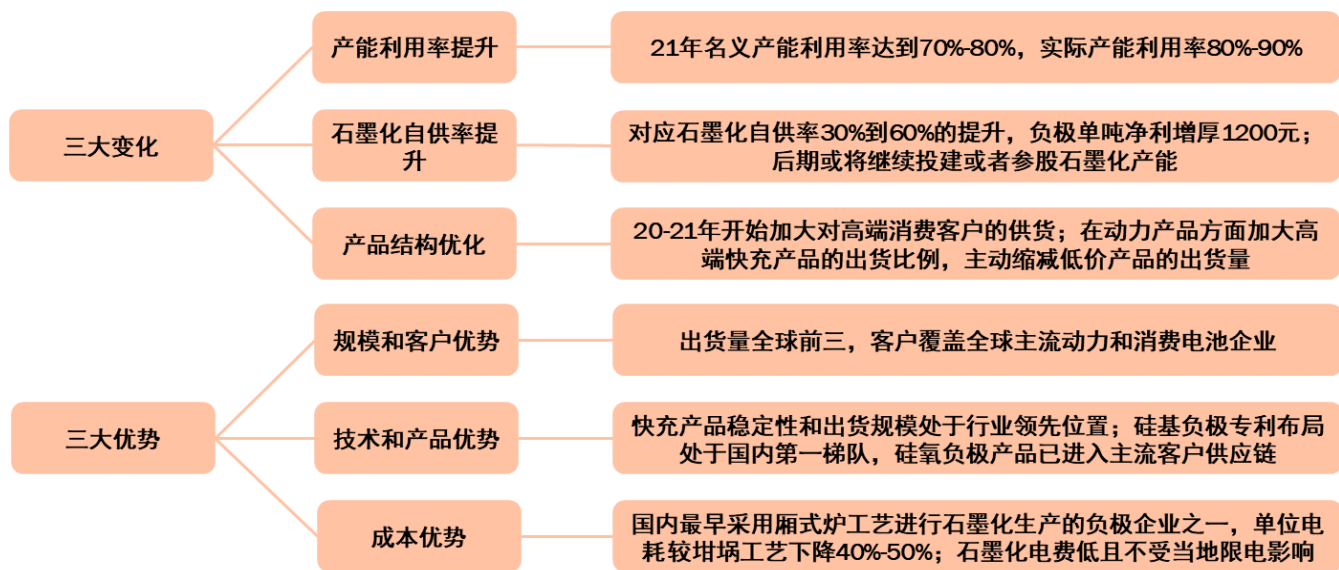 三大变化
产能利用率提升
21年名义产能利用率达到70%-80%，实际产能利用率80%-90%
石墨化自供率提
升
对应石墨化自供率30%到60%的提升，负极单吨净利增厚1200元；
后期或将继续投建或者参股石墨化产能
产品结构优化
20-21年开始加大对高端消费客户的供货；在动力产品方面加大高
端快充产品的出货比例，主动缩减低价产品的出货量
三大优势
规模和客户优势
出货量全球前三，客户覆盖全球主流动力和消费电池企业
技术和产品优势
快充产品稳定性和出货规模处于行业领先位置；硅基负极专利布局
处于国内第一梯队，硅氧负极产品已进入主流客户供应链
成本优势
国内最早采用厢式炉工艺进行石墨化生产的负极企业之一，单位电
耗较坩埚工艺下降40%-50%；石墨化电费低且不受当地限电影响